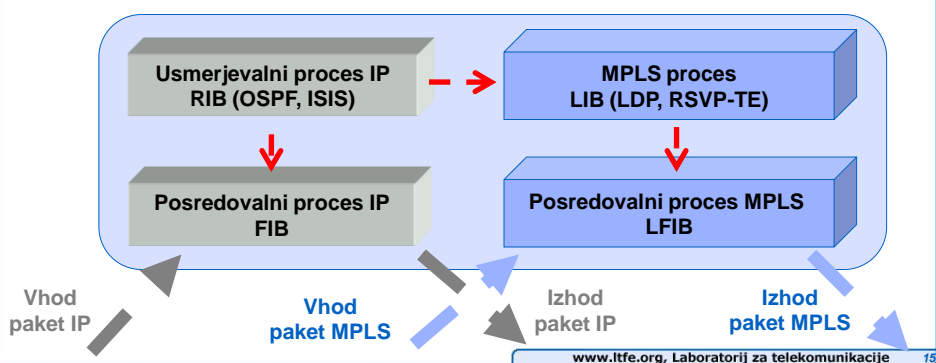 Usmerjevalni proces IP
RIB (OSPF, ISIS)
MPLS proces
LIB (LDP, RSVP-TE)
Posredovalni proces IP
FIB
Posredovalni proces MPLS
LFIB
Vhod
paket IP
Vhod
paket MPLS
Izhod
paket IP
Izhod
paket MPLS
www.ltfe.org, Laboratorij za telekomunikacije 15